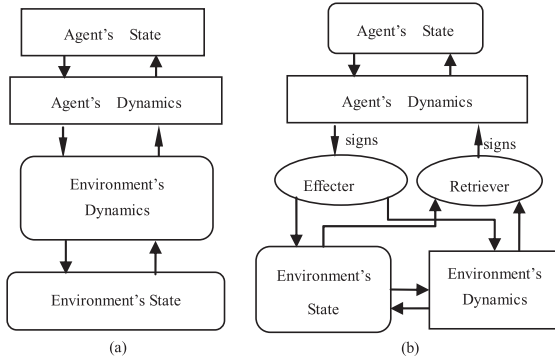 Agent's State
Agent's Dynamics
Environment's
Dynamics
Environment's State
(a)
Agent's State
Agent's Dynamics
signs
signs
Effecter
Retriever
Environment's
State
Environment's
Dynamics
(b)